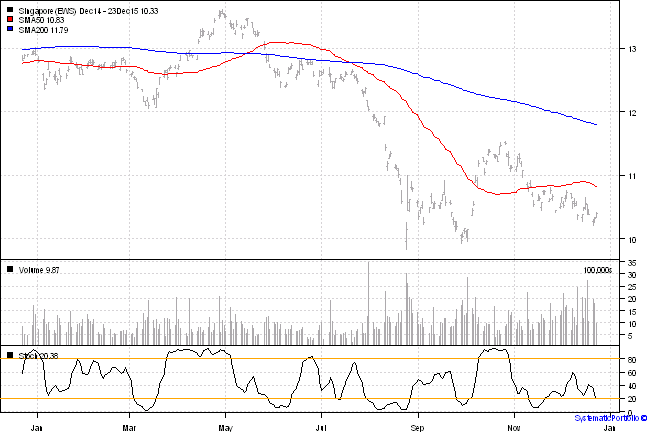 Singapore (EWS) Dec14 - 23Dec15 10.33
SMA50 10.83
SMA200 11.79
13
12
11
10
Volume 9.87
100,000s
35
30
25
20
15
10
5
Stoch 20.38
80
60
40
20
0
Jan
Mar
May
Jul
Sep
Nov
Jan
SystematicPortfolio ©